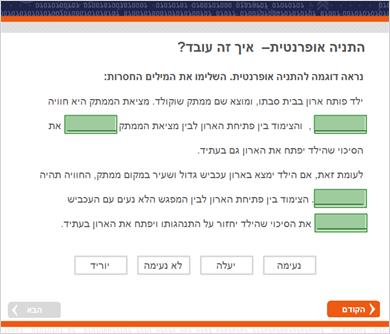 התניה אופרנטית– איך זה עובד?
נראה דוגמה להתניה אופרנטית. השלימו את המילים החסרות:
ילד פותח ארון בבית סבתו, ומוצא שם ממתק שוקולד. מציאת הממתק היא חוויה
________ , והצימוד בין פתיחת הארון לבין מציאת הממתק ________ את
הסיכוי שהילד יפתח את הארון גם בעתיד.
לעומת זאת, אם הילד ימצא בארון עכביש גדול ושעיר במקום ממתק, החוויה תהיה
________. הצימוד בין פתיחת הארון לבין המפגש הלא נעים עם העכביש
________ את הסיכוי שהילד יחזור על התנהגותו ויפתח את הארון בעתיד.
נעימה יעלה לא נעימה יוריד
הקודם הבא